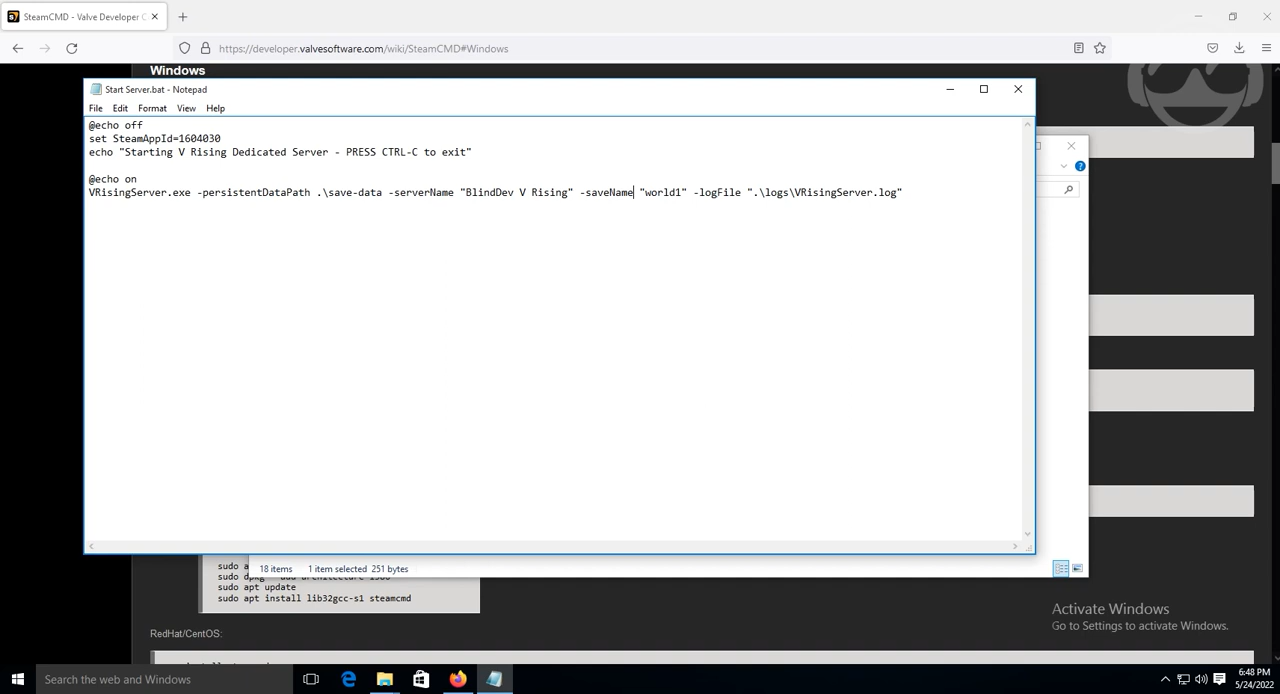 SteamCMD - Valve Developer C
https://developer.valvesoftware.com/wiki/SteamCMD#Windows
Windows
Start Server.bat - Notepad
File Edit Format View Help
@echo off
set SteamAppId=1604030
echo "Starting V Rising Dedicated Server - PRESS CTRL-C to exit"
@echo on
VRisingServer.exe -persistentDataPath .\save-data -serverName "BlindDev V Rising" -saveName "world1" -logFile ".\logs\VRisingServer.log"
18 items 1 item selected 251 bytes
sudo a
sudo apt update
sudo apt install lib32gcc-s1 steamcmd
RedHat/CentOS:
Activate Windows
Go to Settings to activate Windows.
Search the web and Windows
6:48 PM
5/24/2022